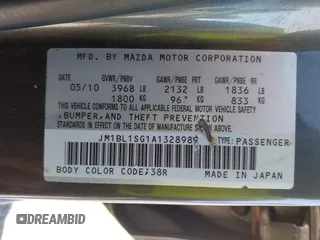 MFD. BY MAZDA MOTOR CORPORATION
05/10 GVWR/PNBV GAWR/PNBE FRT GAWR/PNBE RR
3968 LB 2132 LB 1836 LB
1800 KG 967 KG 833 KG
THIS VEHICLE CONFORMS TO ALL APPLICABLE
FEDERAL MOTOR VEHICLE SAFETY,
BUMPER, AND THEFT PREVENTION
STANDARDS IN EFFECT ON THE DATE OF
MANUFACTURE SHOWN ABOVE.
JM1BL1SG1A1328989 TYPE: PASSENGER
BODY COLOR CODE: 38R MADE IN JAPAN
DEALERS CLUB